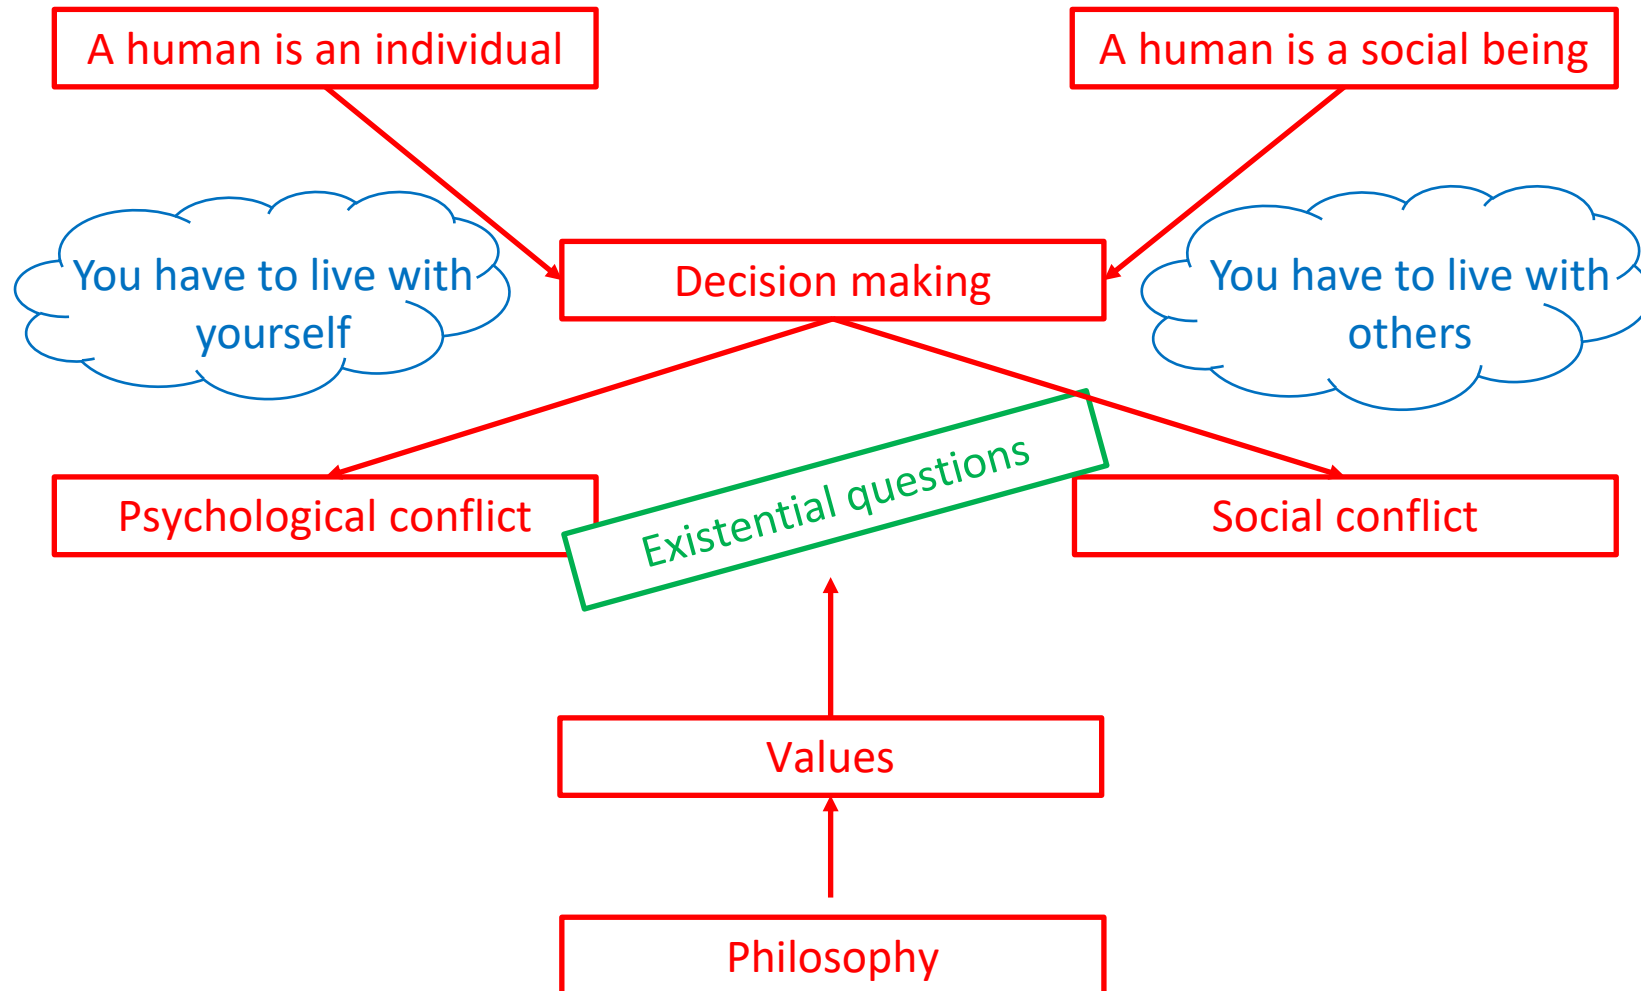 A human is an individual
A human is a social being
You have to live with
yourself
Decision making
You have to live with
others
Psychological conflict
Existential questions
Social conflict
Values
Philosophy